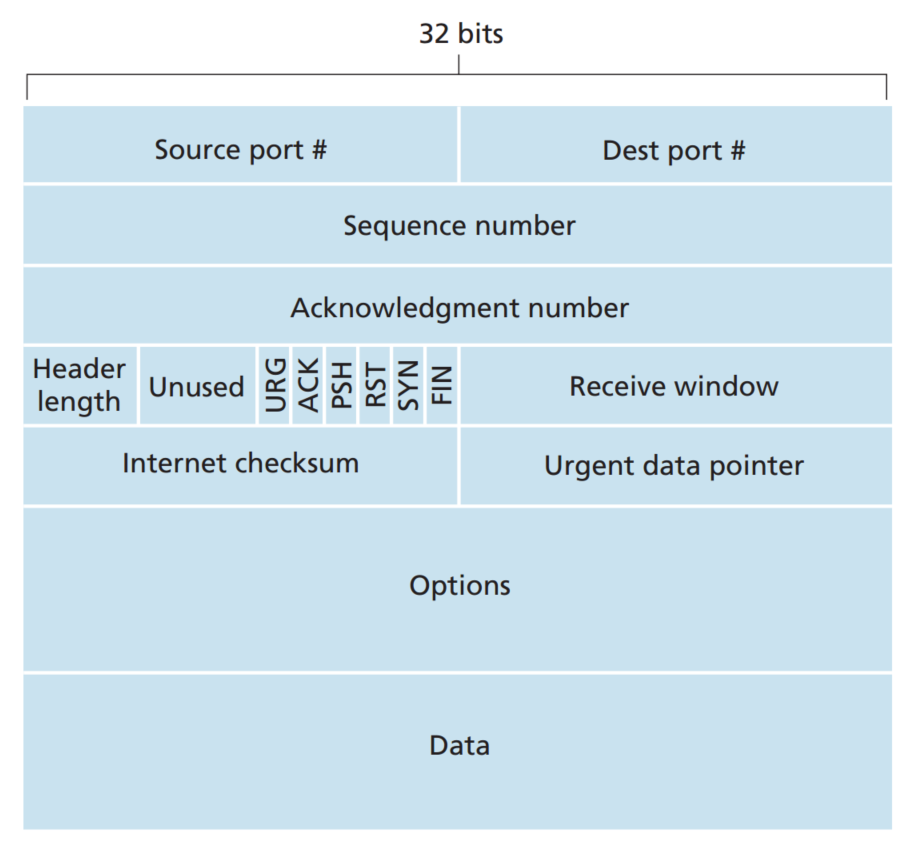 32 bits
Source port #
Dest port #
Sequence number
Acknowledgment number
Header
length
Unused
URG
ACK
PSH
RST
SYN
FIN
Receive window
Internet checksum
Urgent data pointer
Options
Data